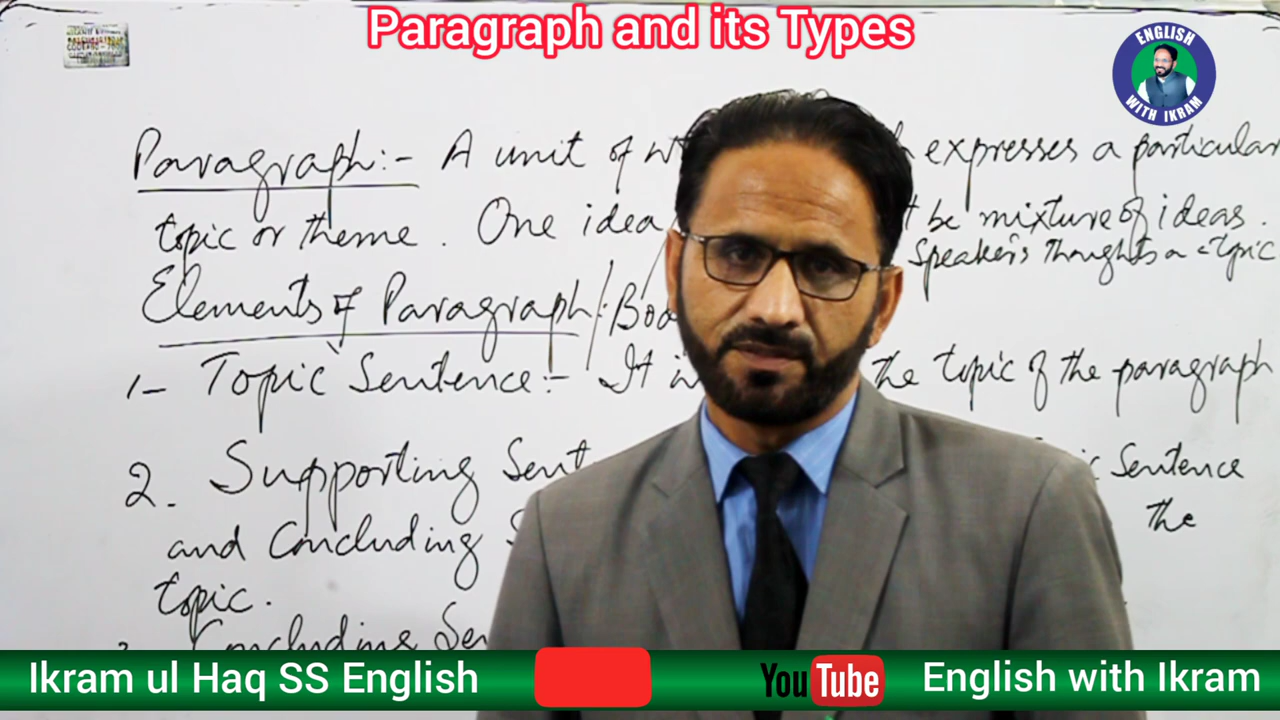 Paragraph and its Types
ENGLISH
WITH IKRAM
Paragraph:- A unit of expresses a particular
topic or theme. One idea be mixture of ideas.
Speaker's thoughts on a topic
Elements of Paragraph:
1- Topic Sentence:- It the topic of the paragraph
2. Supporting Sentence
and Concluding the
topic.
Concluding
Ikram ul Haq SS English
YouTube
English with Ikram